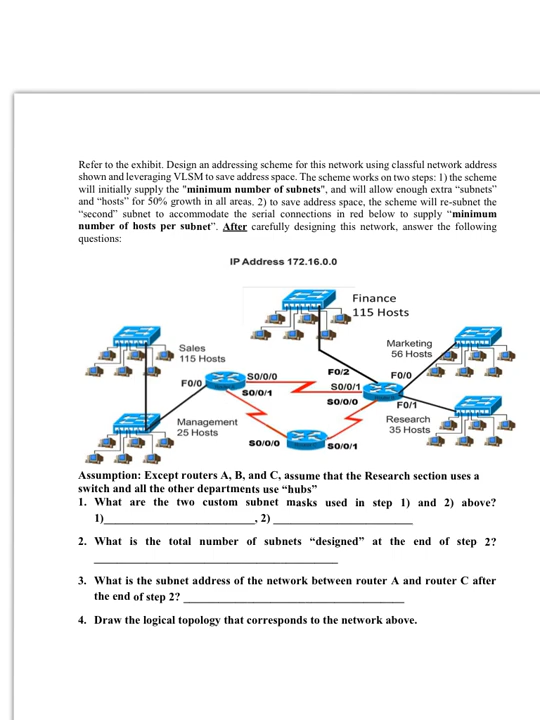 Refer to the exhibit. Design an addressing scheme for this network using classful network address
shown and leveraging VLSM to save address space. The scheme works on two steps: 1) the scheme
will initially supply the "minimum number of subnets", and will allow enough extra “subnets”
and “hosts” for 50% growth in all areas. 2) to save address space, the scheme will re-subnet the
“second” subnet to accommodate the serial connections in red below to supply “minimum
number of hosts per subnet”. After carefully designing this network, answer the following
questions:
IP Address 172.16.0.0
Finance
115 Hosts
Sales
115 Hosts
Marketing
56 Hosts
F0/0
S0/0/0
S0/0/1
F0/2
S0/0/1
S0/0/0
F0/0
F0/1
Management
25 Hosts
Research
35 Hosts
S0/0/0
S0/0/1
Assumption: Except routers A, B, and C, assume that the Research section uses a
switch and all the other departments use “hubs”
1. What are the two custom subnet masks used in step 1) and 2) above?
1)__________________________, 2) ________________________
2. What is the total number of subnets “designed” at the end of step 2?
__________________________________________
3. What is the subnet address of the network between router A and router C after
the end of step 2? ______________________________________
4. Draw the logical topology that corresponds to the network above.